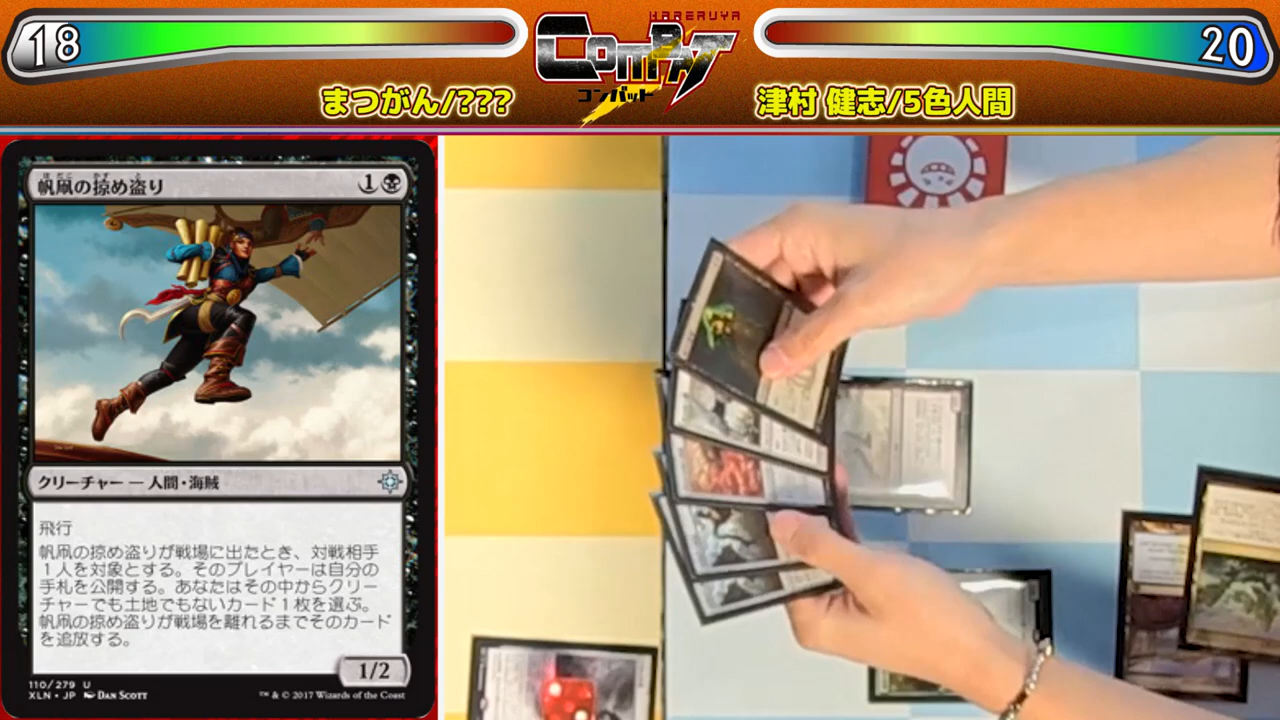 18
HARERUYA
COMBAT
コンバット
20
まつがん/???
津村 健志/5色人間
ほだこ かす と
帆凧の掠め盗り
1
クリーチャー — 人間・海賊
飛行
帆凧の掠め盗りが戦場に出たとき、対戦相手
1人を対象とする。そのプレイヤーは自分の
手札を公開する。あなたはその中からクリー
チャーでも土地でもないカード1枚を選ぶ。
帆凧の掠め盗りが戦場を離れるまでそのカード
を追放する。
1/2
110/279 U
XLN • JP DAN SCOTT
™ & © 2017 Wizards of the Coast